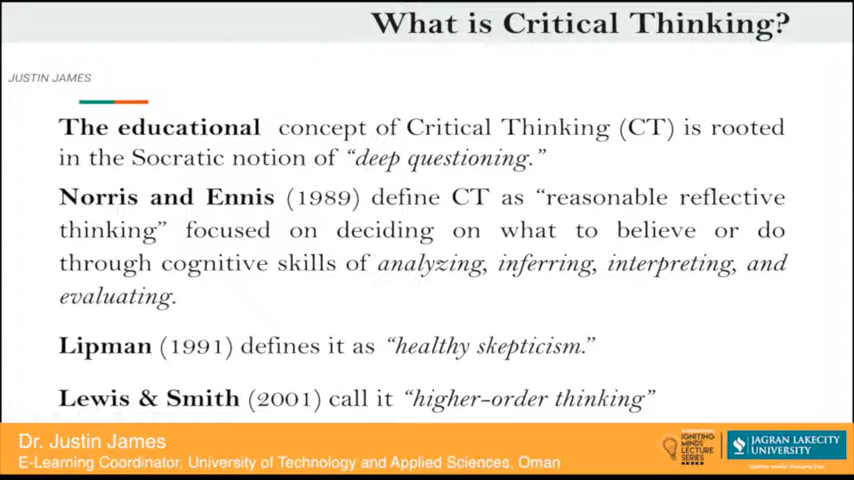 What is Critical Thinking?
JUSTIN JAMES
The educational concept of Critical Thinking (CT) is rooted
in the Socratic notion of “deep questioning.”
Norris and Ennis (1989) define CT as “reasonable reflective
thinking” focused on deciding on what to believe or do
through cognitive skills of analyzing, inferring, interpreting, and
evaluating.
Lipman (1991) defines it as “healthy skepticism.”
Lewis & Smith (2001) call it “higher-order thinking”
Dr. Justin James
E-Learning Coordinator, University of Technology and Applied Sciences, Oman
IGNITING
MINDS
LECTURE
SERIES
JAGRAN LAKECITY
UNIVERSITY